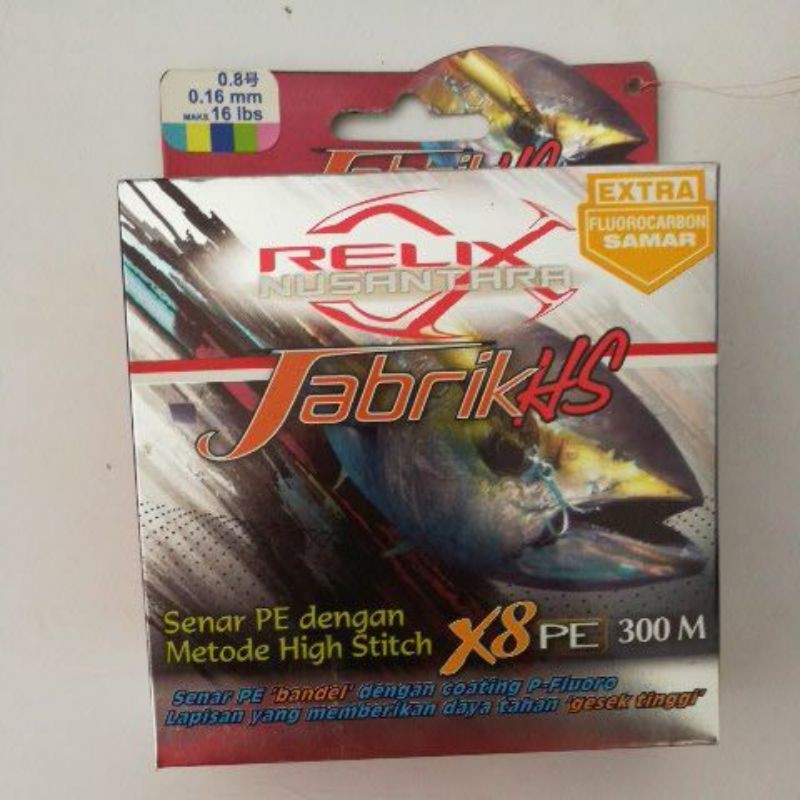 0.8号
0.16 mm
MAKS 16 lbs
Jabrik HS
EXTRA
FLUOROCARBON
SAMAR
RELIX
NUSANTARA
Jabrik HS
Senar PE dengan
Metode High Stitch
X8 PE 300 M
Senar PE 'bandel' dengan coating P-Fluoro
Lapisan yang memberikan daya tahan 'gesek tinggi'